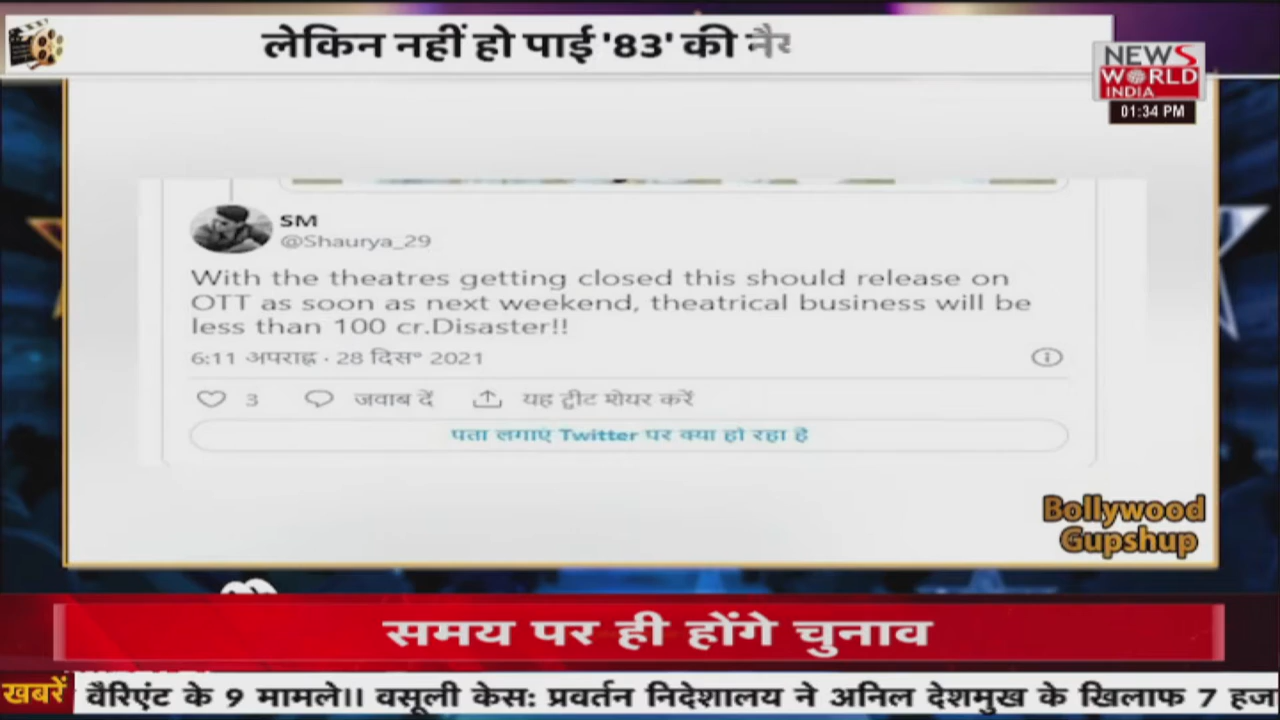 लेकिन नहीं हो पाई '83' की
NEWS
WORLD
INDIA
01:34 PM
SM
@Shaurya_29
With the theatres getting closed this should release on
OTT as soon as next weekend, theatrical business will be
less than 100 cr.Disaster!!
6:11 अपराह्न · 28 दिस॰ 2021
3 जवाब दें यह ट्वीट शेयर करें
पता लगाएं Twitter पर क्या हो रहा है
Bollywood
Gupshup
समय पर ही होंगे चुनाव
खबरें वैरिएंट के 9 मामले।। वसूली केस: प्रवर्तन निदेशालय ने अनिल देशमुख के खिलाफ 7 हज